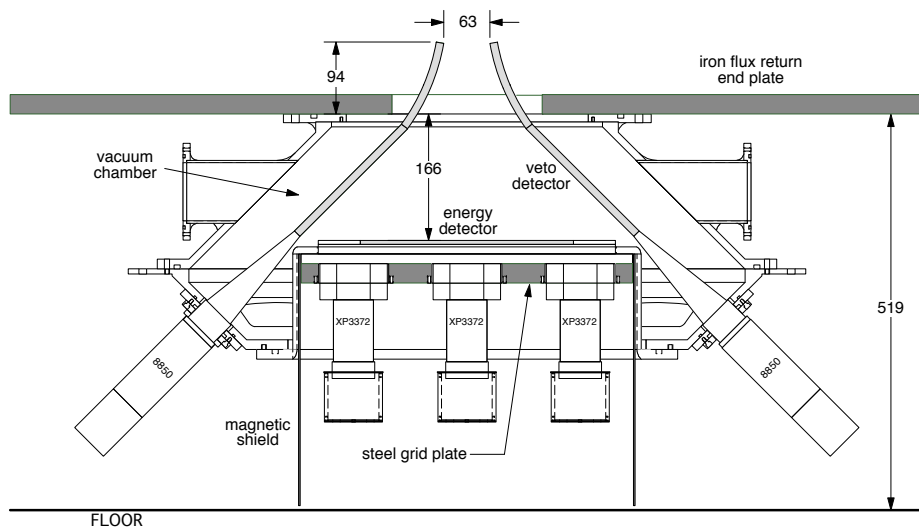 63
94
iron flux return
end plate
vacuum
chamber
166
veto
detector
energy
detector
519
XP3372
XP3372
XP3372
8850
8850
magnetic
shield
steel grid plate
FLOOR